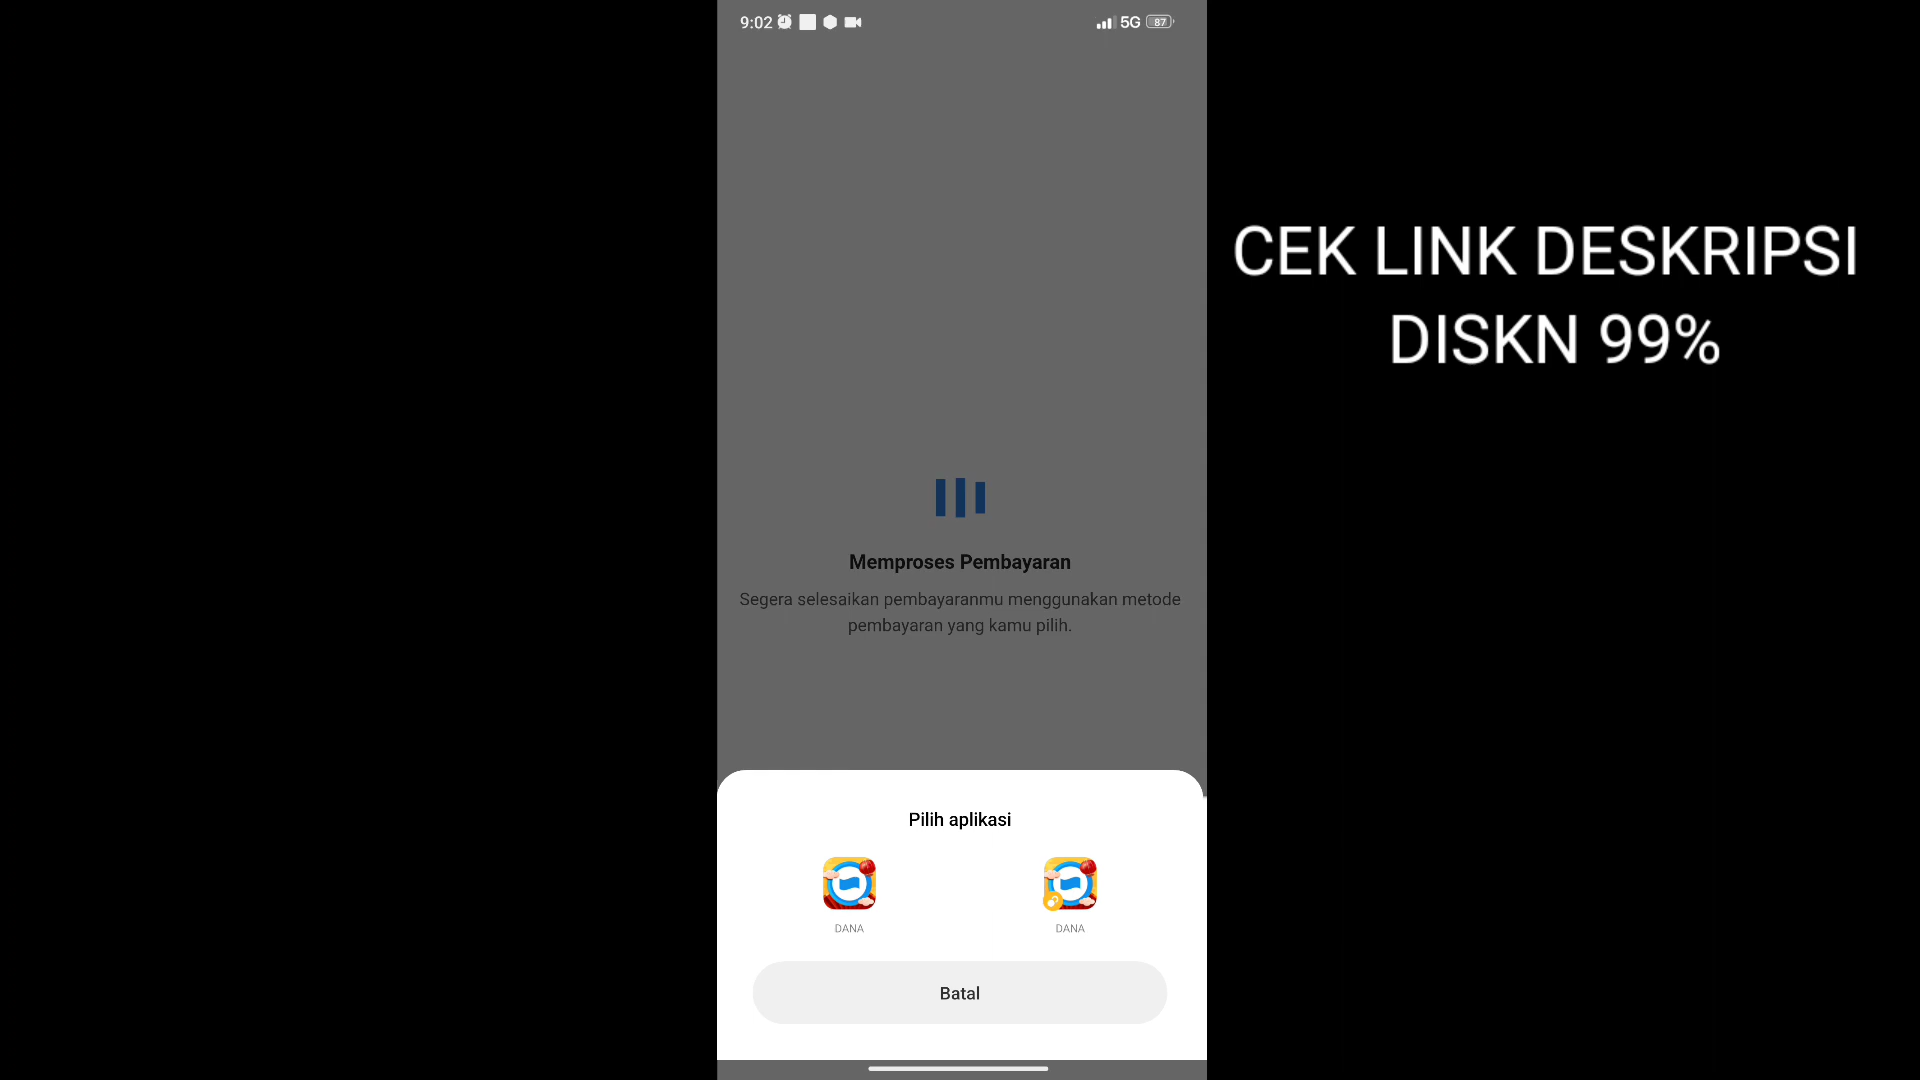 9:02
5G 87
CEK LINK DESKRIPSI
DISKN 99%
Memproses Pembayaran
Segera selesaikan pembayaranmu menggunakan metode
pembayaran yang kamu pilih.
Pilih aplikasi
DANA DANA
Batal